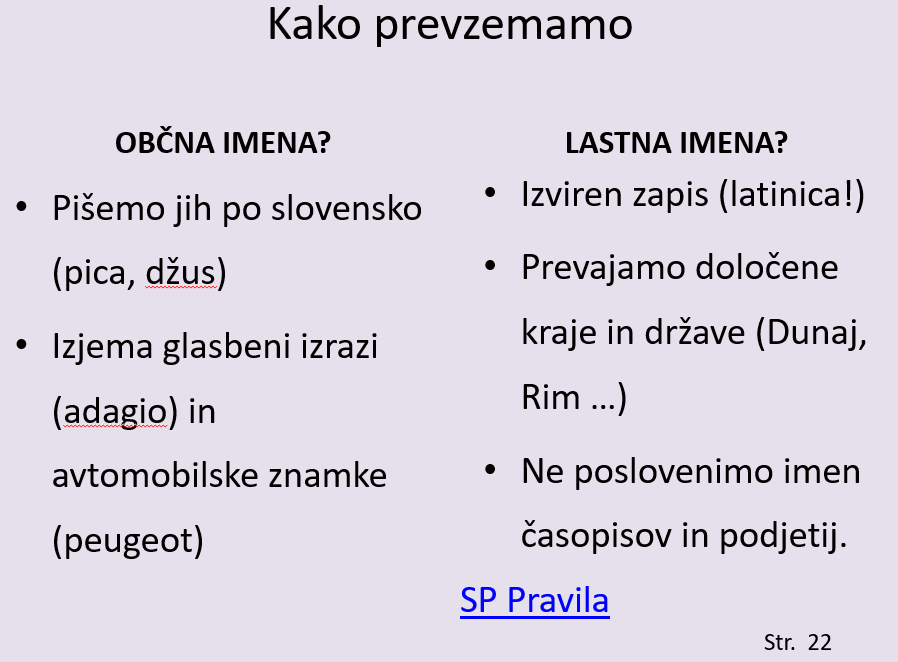 Kako prevzemamo
OBČNA IMENA?
• Pišemo jih po slovensko
(pica, džus)
• Izjema glasbeni izrazi
(adagio) in
avtomobilske znamke
(peugeot)
LASTNA IMENA?
• Izviren zapis (latinica!)
• Prevajamo določene
kraje in države (Dunaj,
Rim …)
• Ne poslovenimo imen
časopisov in podjetij.
SP Pravila
Str. 22